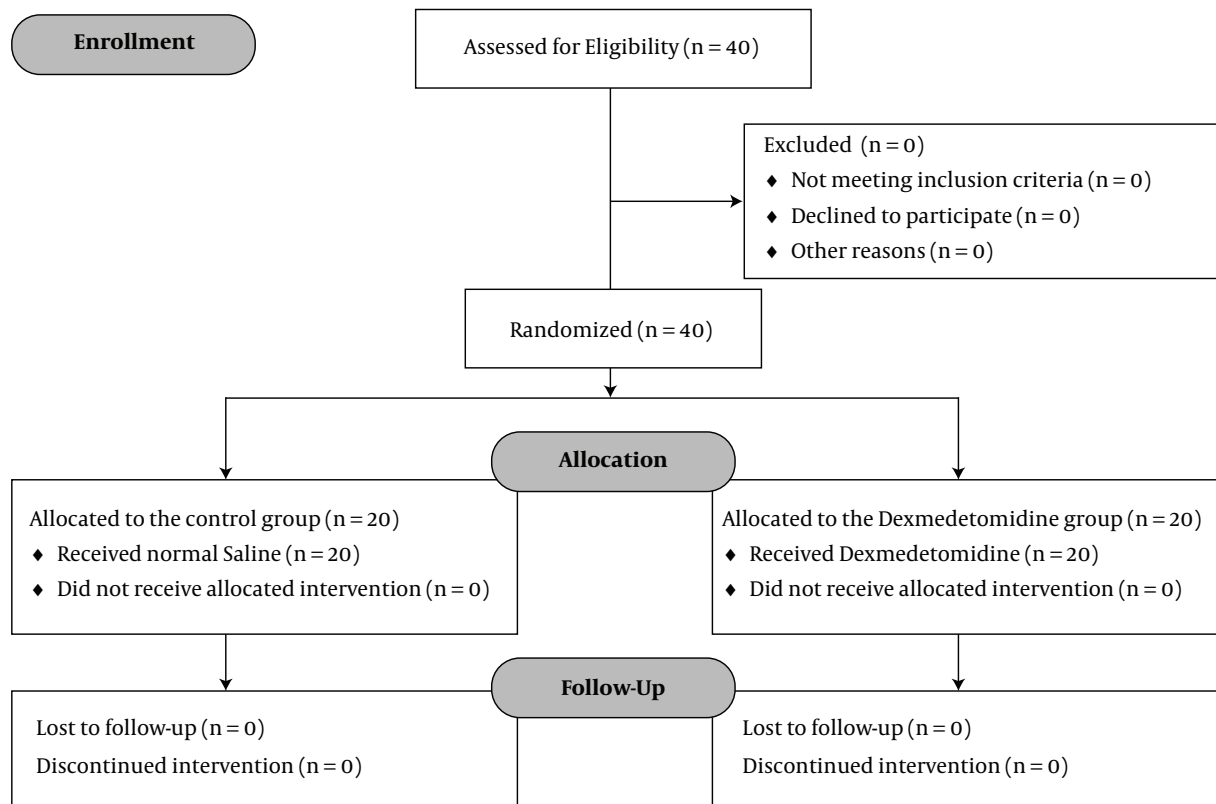 Enrollment
Assessed for Eligibility (n = 40)
Excluded (n = 0)
♦ Not meeting inclusion criteria (n = 0)
♦ Declined to participate (n = 0)
♦ Other reasons (n = 0)
Randomized (n = 40)
Allocation
Allocated to the control group (n = 20)
♦ Received normal Saline (n = 20)
♦ Did not receive allocated intervention (n = 0)
Allocated to the Dexmedetomidine group (n = 20)
♦ Received Dexmedetomidine (n = 20)
♦ Did not receive allocated intervention (n = 0)
Follow-Up
Lost to follow-up (n = 0)
Discontinued intervention (n = 0)
Lost to follow-up (n = 0)
Discontinued intervention (n = 0)